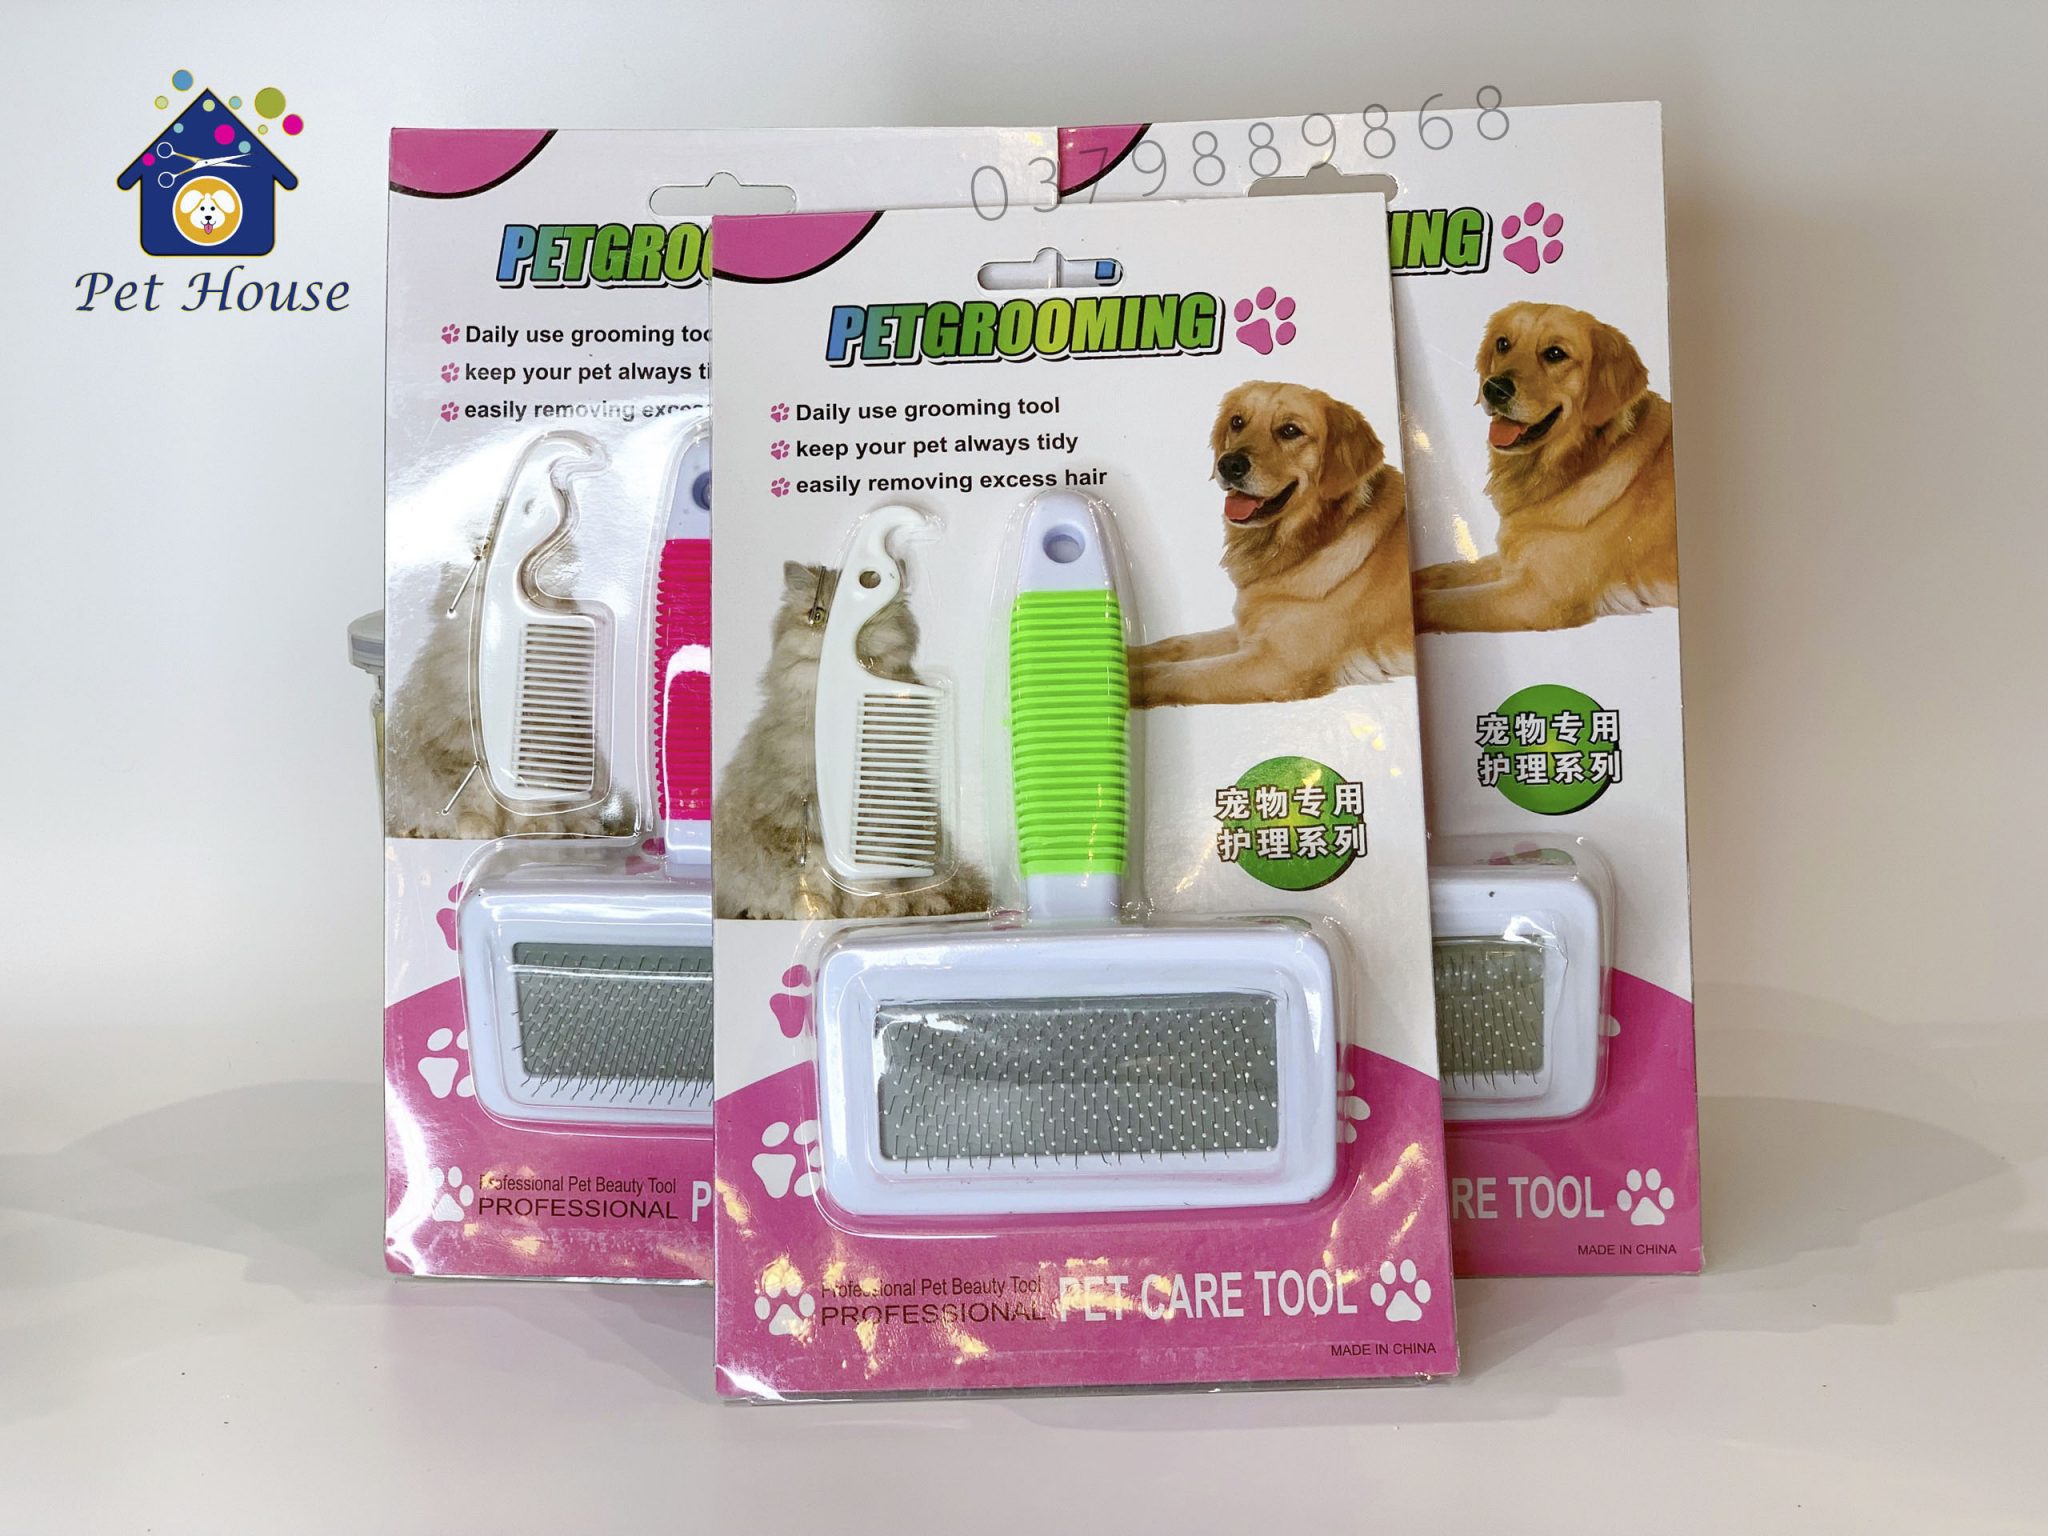 Pet House
0379889868
PETGROO
Daily use grooming too
keep your pet always ti
easily removing exces
Professional Pet Beauty Tool
PROFESSIONAL P
PETGROOMING
Daily use grooming tool
keep your pet always tidy
easily removing excess hair
宠物专用
护理系列
Professional Pet Beauty Tool
PROFESSIONAL PET CARE TOOL
MADE IN CHINA
ING
宠物专用
护理系列
RE TOOL
MADE IN CHINA